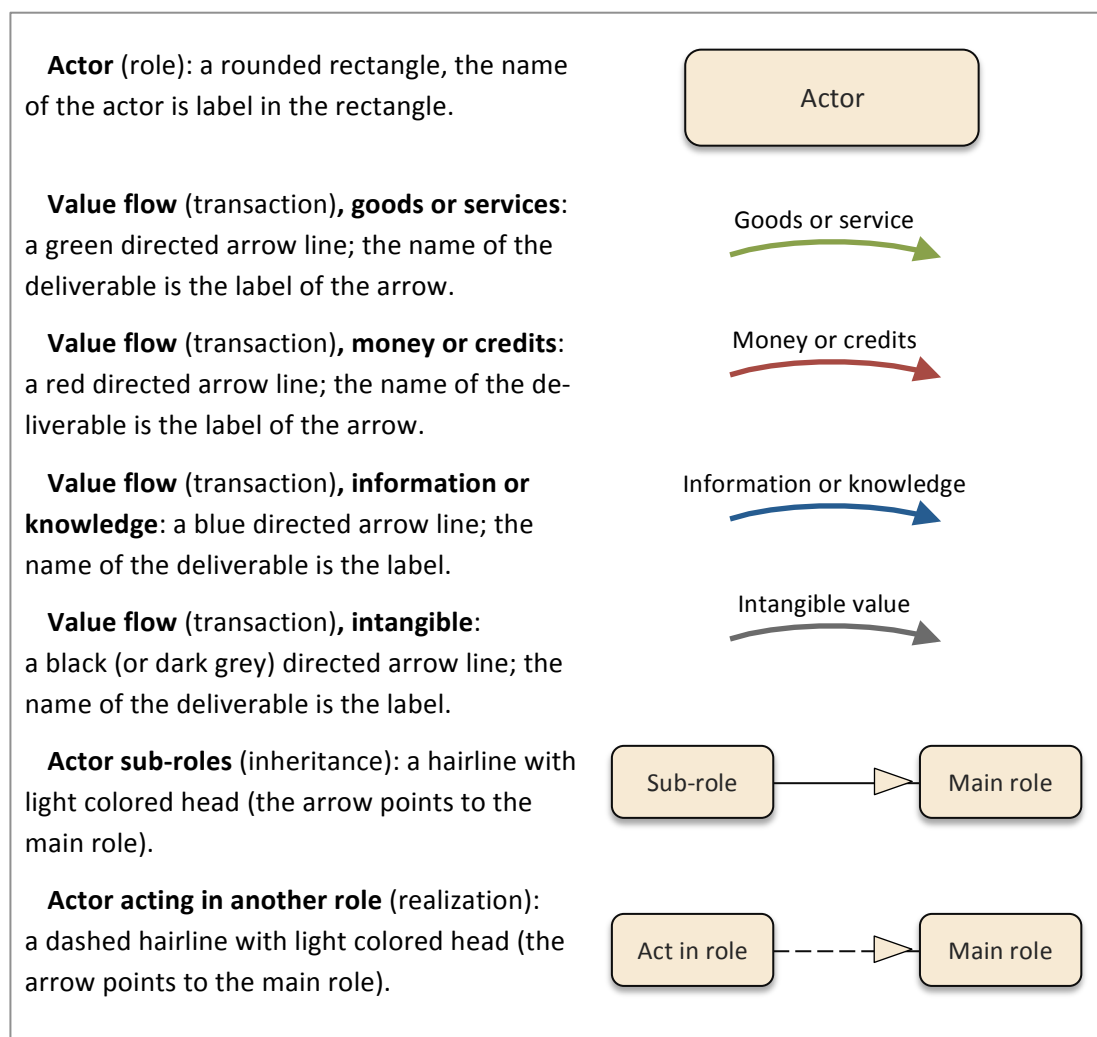 Actor (role): a rounded rectangle, the name
of the actor is label in the rectangle.
Actor
Value flow (transaction), goods or services:
a green directed arrow line; the name of the
deliverable is the label of the arrow.
Goods or service
Value flow (transaction), money or credits:
a red directed arrow line; the name of the de-
liverable is the label of the arrow.
Money or credits
Value flow (transaction), information or
knowledge: a blue directed arrow line; the
name of the deliverable is the label.
Information or knowledge
Value flow (transaction), intangible:
a black (or dark grey) directed arrow line; the
name of the deliverable is the label.
Intangible value
Actor sub-roles (inheritance): a hairline with
light colored head (the arrow points to the
main role).
Sub-role
Main role
Actor acting in another role (realization):
a dashed hairline with light colored head (the
arrow points to the main role).
Act in role
Main role